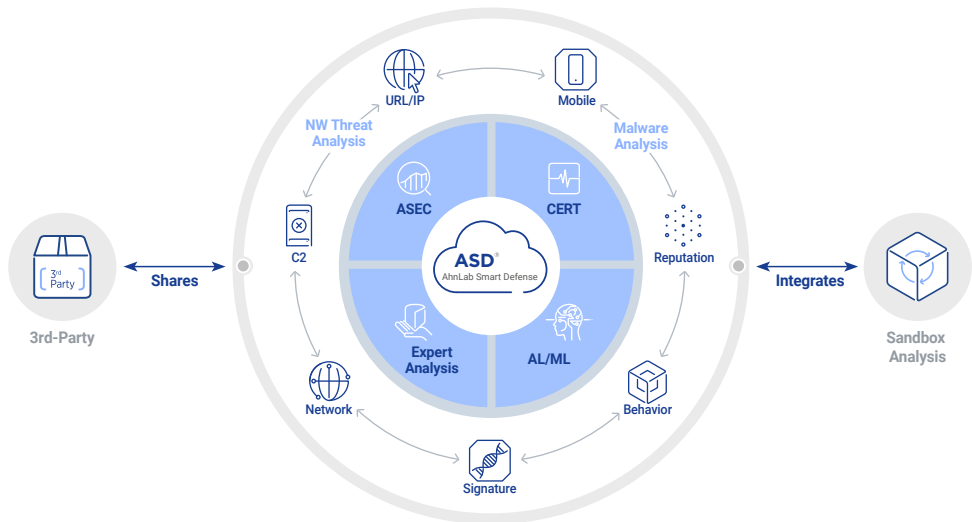 URL/IP
Mobile
NW Threat
Analysis
Malware
Analysis
ASEC
CERT
C2
Reputation
ASD®
AhnLab Smart Defense
3rd
Party
Shares
Integrates
3rd-Party
Sandbox
Analysis
Expert
Analysis
AL/ML
Network
Behavior
Signature